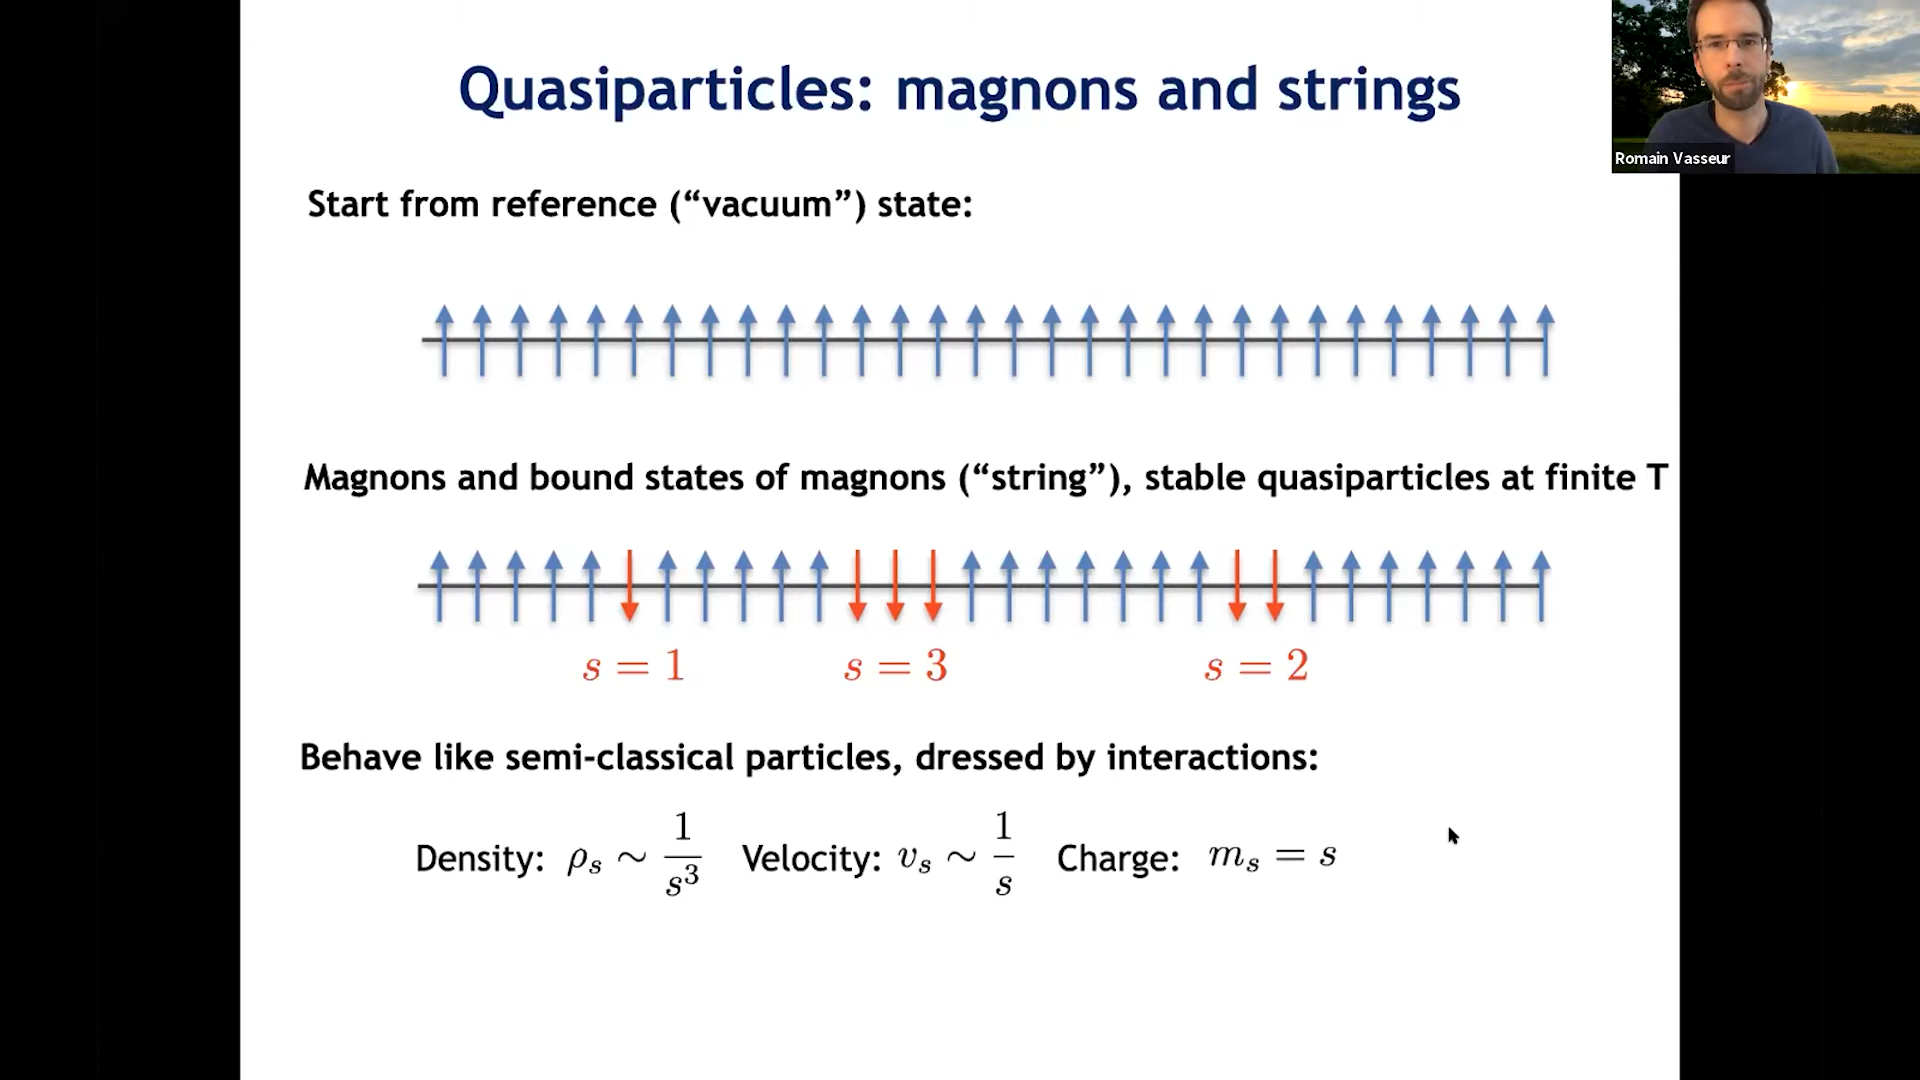 Quasiparticles: magnons and strings
Romain Vasseur
Start from reference (“vacuum”) state:
Magnons and bound states of magnons (“string”), stable quasiparticles at finite T
s = 1 s = 3 s = 2
Behave like semi-classical particles, dressed by interactions:
Density: ρ_s ∼ 1/s^3 Velocity: v_s ∼ 1/s Charge: m_s = s